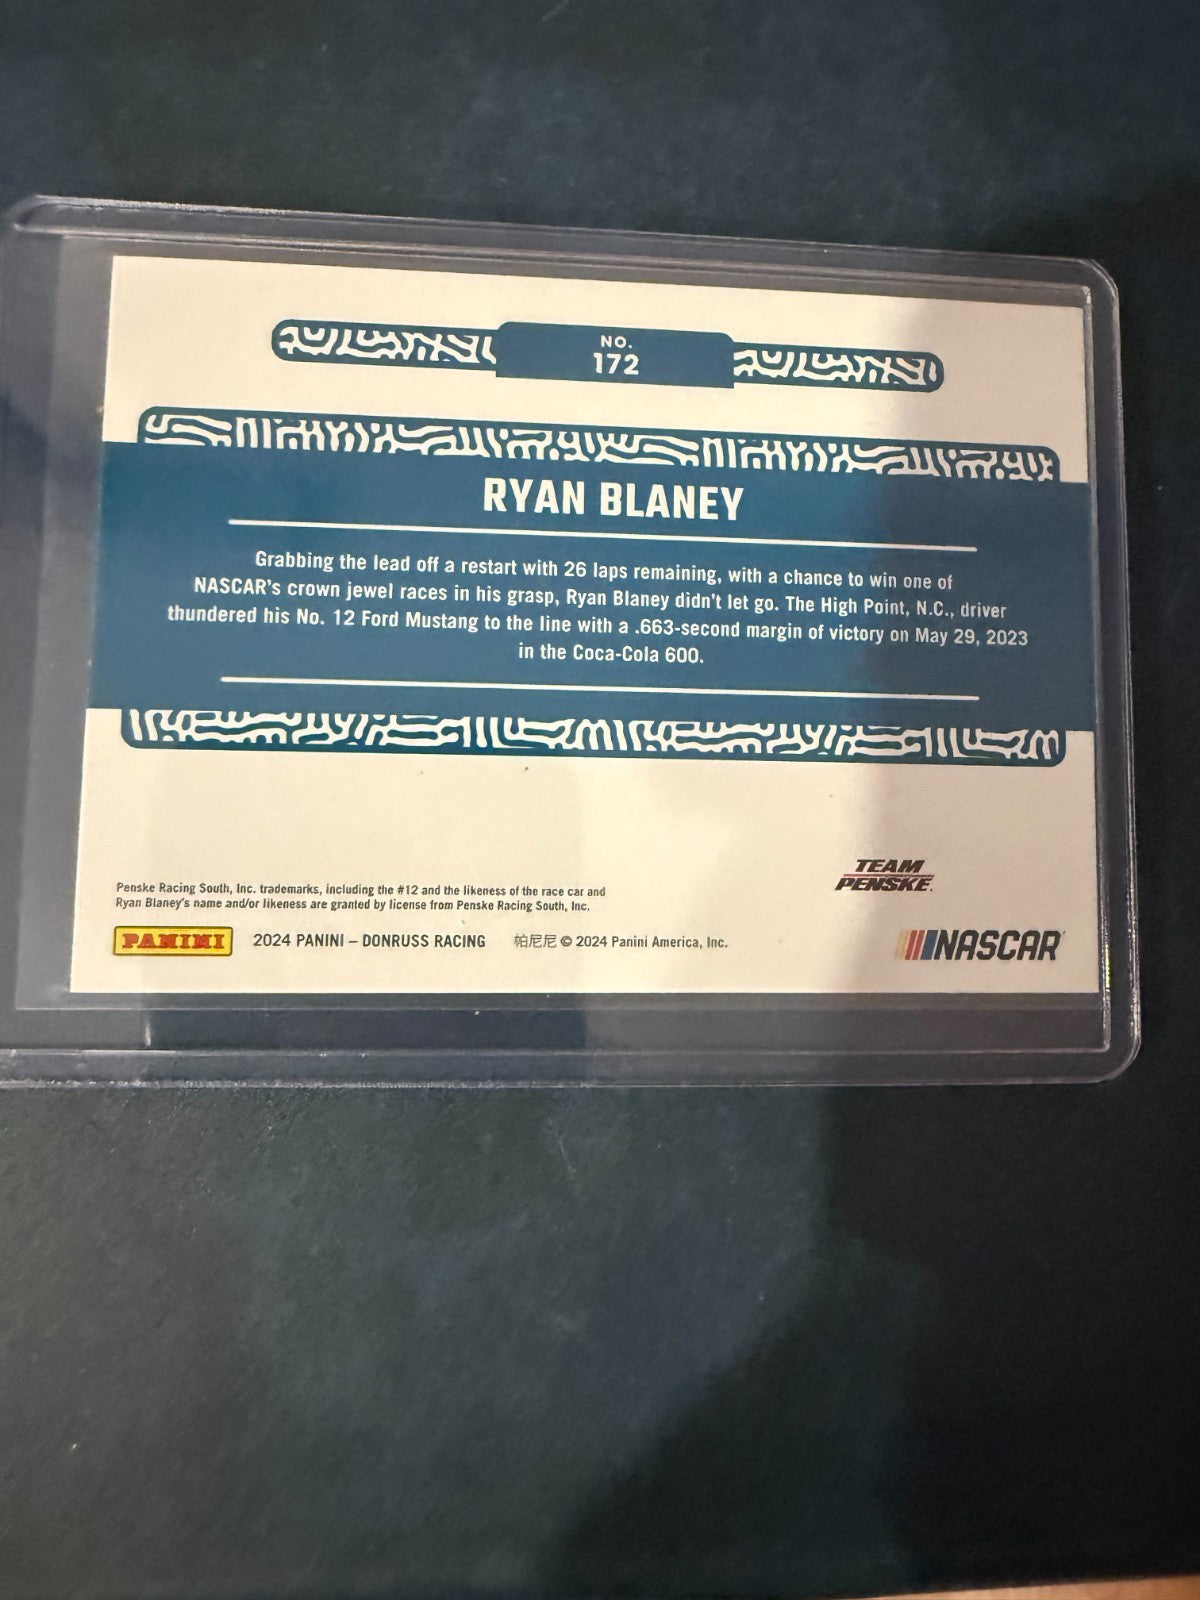 NO.
172
RYAN BLANEY
Grabbing the lead off a restart with 26 laps remaining, with a chance to win one of
NASCAR's crown jewel races in his grasp, Ryan Blaney didn't let go. The High Point, N.C., driver
thundered his No. 12 Ford Mustang to the line with a .663-second margin of victory on May 29, 2023
in the Coca-Cola 600.
TEAM
PENSKE.
Penske Racing South, Inc. trademarks, including the #12 and the likeness of the race car and
Ryan Blaney's name and/or likeness are granted by license from Penske Racing South, Inc.
PANINI 2024 PANINI – DONRUSS RACING 帕尼尼 © 2024 Panini America, Inc. NASCAR